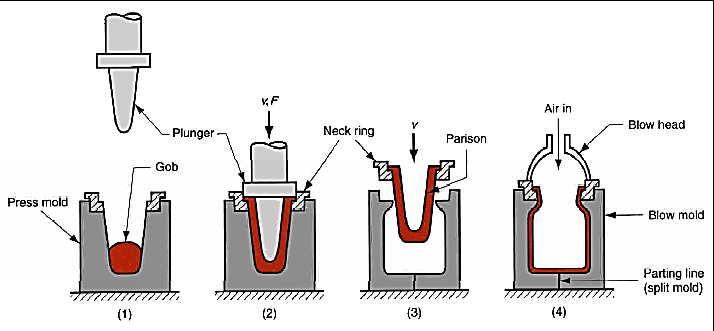 v, F
Air in
Blow head
Plunger
Neck ring
v
Parison
Gob
Press mold
Blow mold
Parting line
(split mold)
(1)
(2)
(3)
(4)